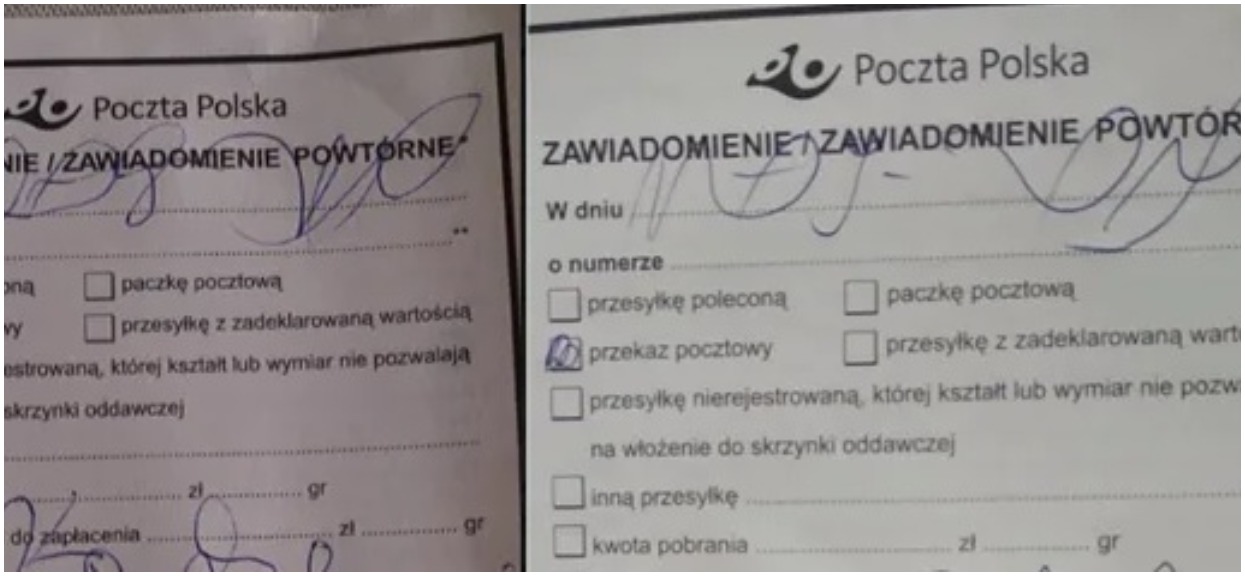 Poczta Polska
NIE / ZAWIADOMIENIE POWTÓRNE*
**
oną paczkę pocztową
wy przesyłkę z zadeklarowaną wartością
estrowaną, której kształt lub wymiar nie pozwalają
skrzynki oddawczej
zł gr
do zapłacenia zł gr
Poczta Polska
ZAWIADOMIENIE / ZAWIADOMIENIE POWTÓR
W dniu
o numerze
przesyłkę poleconą paczkę pocztową
przekaz pocztowy przesyłkę z zadeklarowaną warto
przesyłkę nierejestrowaną, której kształt lub wymiar nie pozw
na włożenie do skrzynki oddawczej
inną przesyłkę
kwota pobrania zł gr